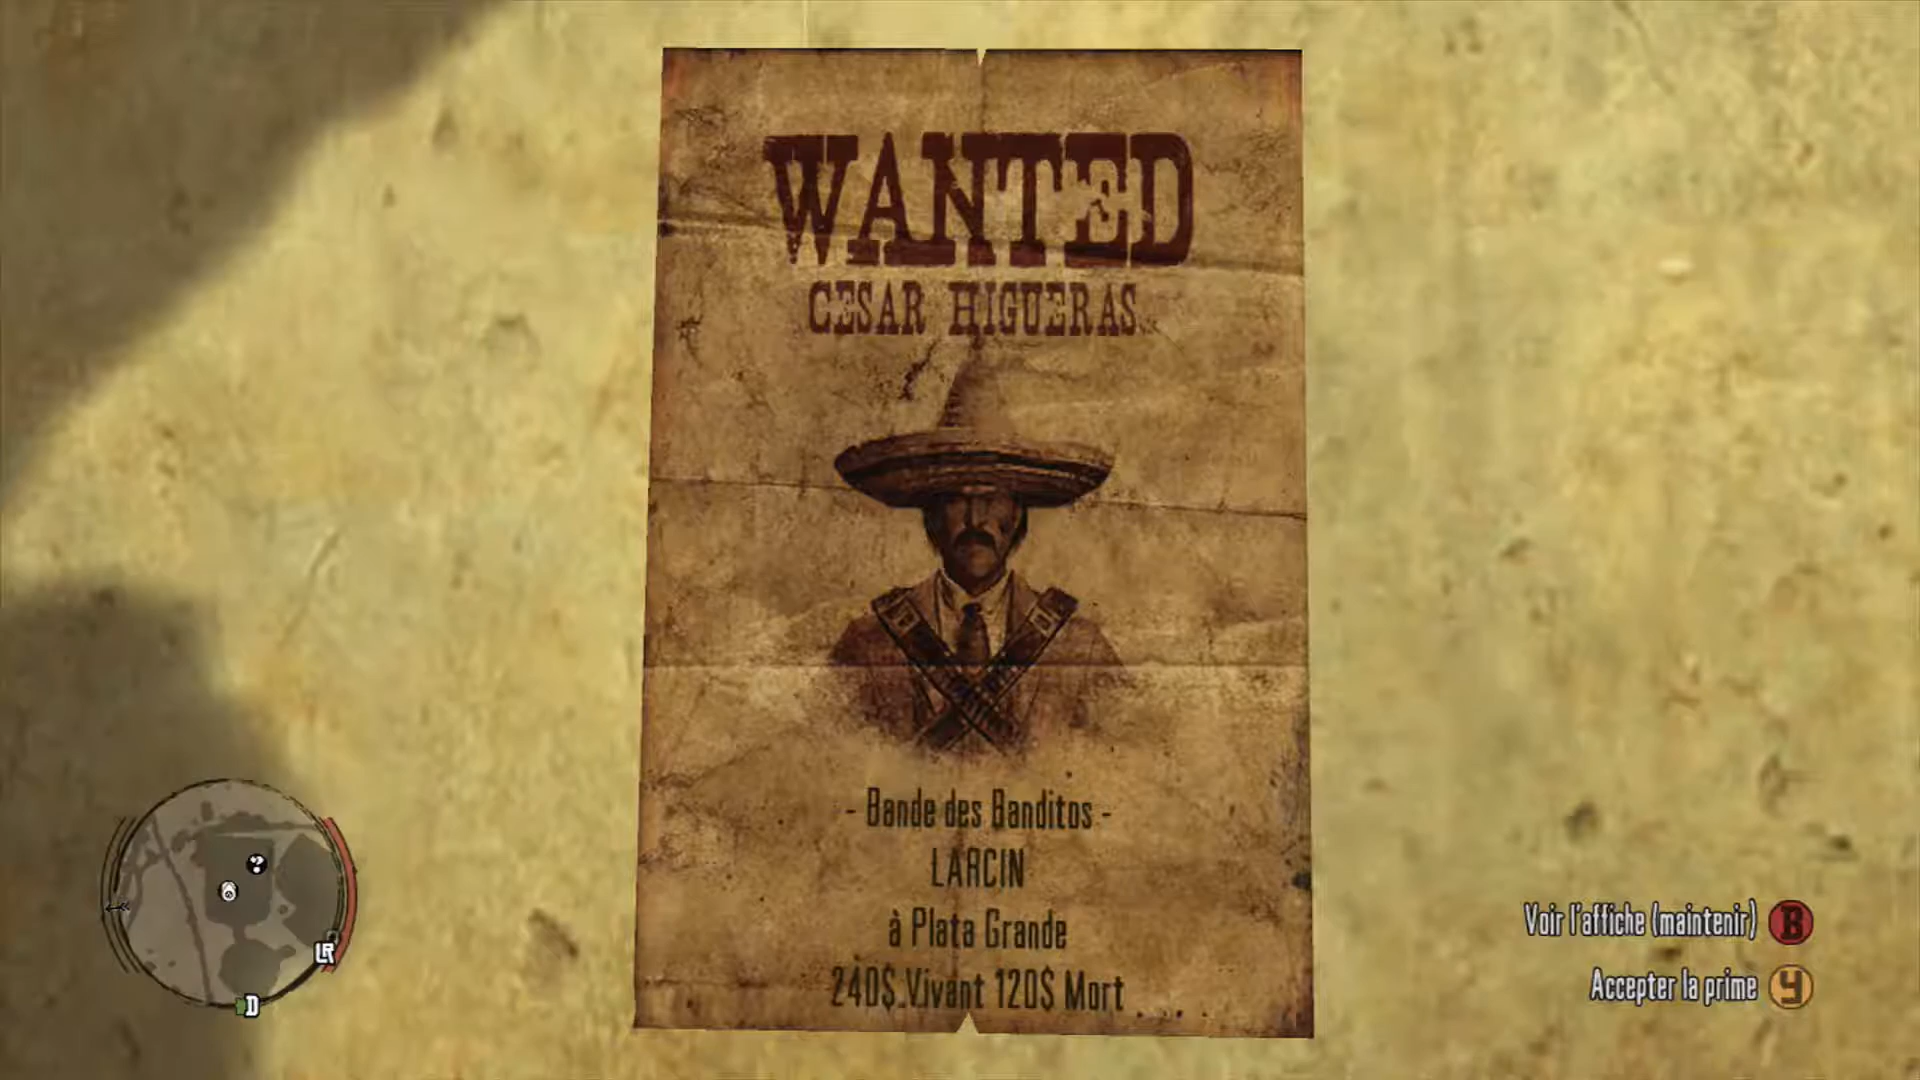 WANTED
CESAR HIGUERAS
- Bande des Banditos -
LARCIN
à Plata Grande
240$ Vivant 120$ Mort
?
LR
D
Voir l'affiche (maintenir) B
Accepter la prime Y